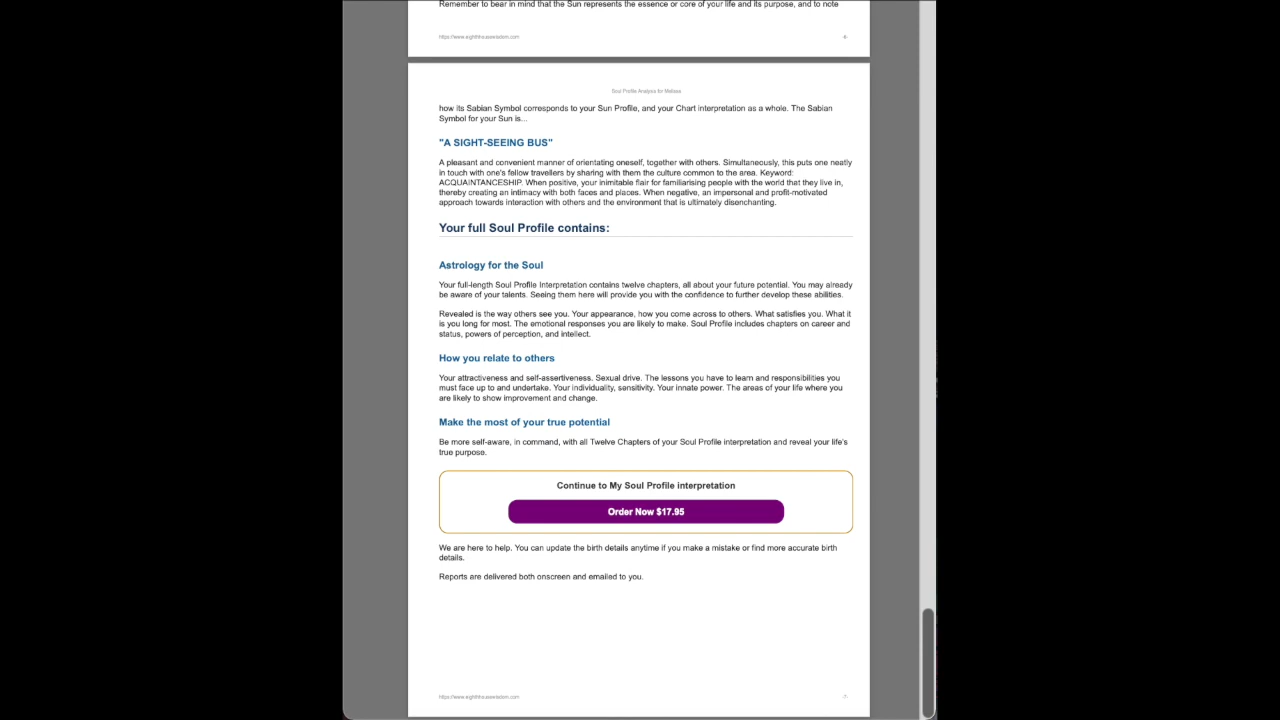 Remember to bear in mind that the Sun represents the essence or core of your life and its purpose, and to note
https://www.eighthhousewisdom.com
Soul Profile Analysis for Melissa
how its Sabian Symbol corresponds to your Sun Profile, and your Chart interpretation as a whole. The Sabian
Symbol for your Sun is...
"A SIGHT-SEEING BUS"
A pleasant and convenient manner of orientating oneself, together with others. Simultaneously, this puts one neatly
in touch with one's fellow travellers by sharing with them the culture common to the area. Keyword:
ACQUAINTANCESHIP. When positive, your inimitable flair for familiarising people with the world that they live in,
thereby creating an intimacy with both faces and places. When negative, an impersonal and profit-motivated
approach towards interaction with others and the environment that is ultimately disenchanting.
Your full Soul Profile contains:
Astrology for the Soul
Your full-length Soul Profile Interpretation contains twelve chapters, all about your future potential. You may already
be aware of your talents. Seeing them here will provide you with the confidence to further develop these abilities.
Revealed is the way others see you. Your appearance, how you come across to others. What satisfies you. What it
is you long for most. The emotional responses you are likely to make. Soul Profile includes chapters on career and
status, powers of perception, and intellect.
How you relate to others
Your attractiveness and self-assertiveness. Sexual drive. The lessons you have to learn and responsibilities you
must face up to and undertake. Your individuality, sensitivity. Your innate power. The areas of your life where you
are likely to show improvement and change.
Make the most of your true potential
Be more self-aware, in command, with all Twelve Chapters of your Soul Profile interpretation and reveal your life's
true purpose.
Continue to My Soul Profile interpretation
Order Now $17.95
We are here to help. You can update the birth details anytime if you make a mistake or find more accurate birth
details.
Reports are delivered both onscreen and emailed to you.
https://www.eighthhousewisdom.com